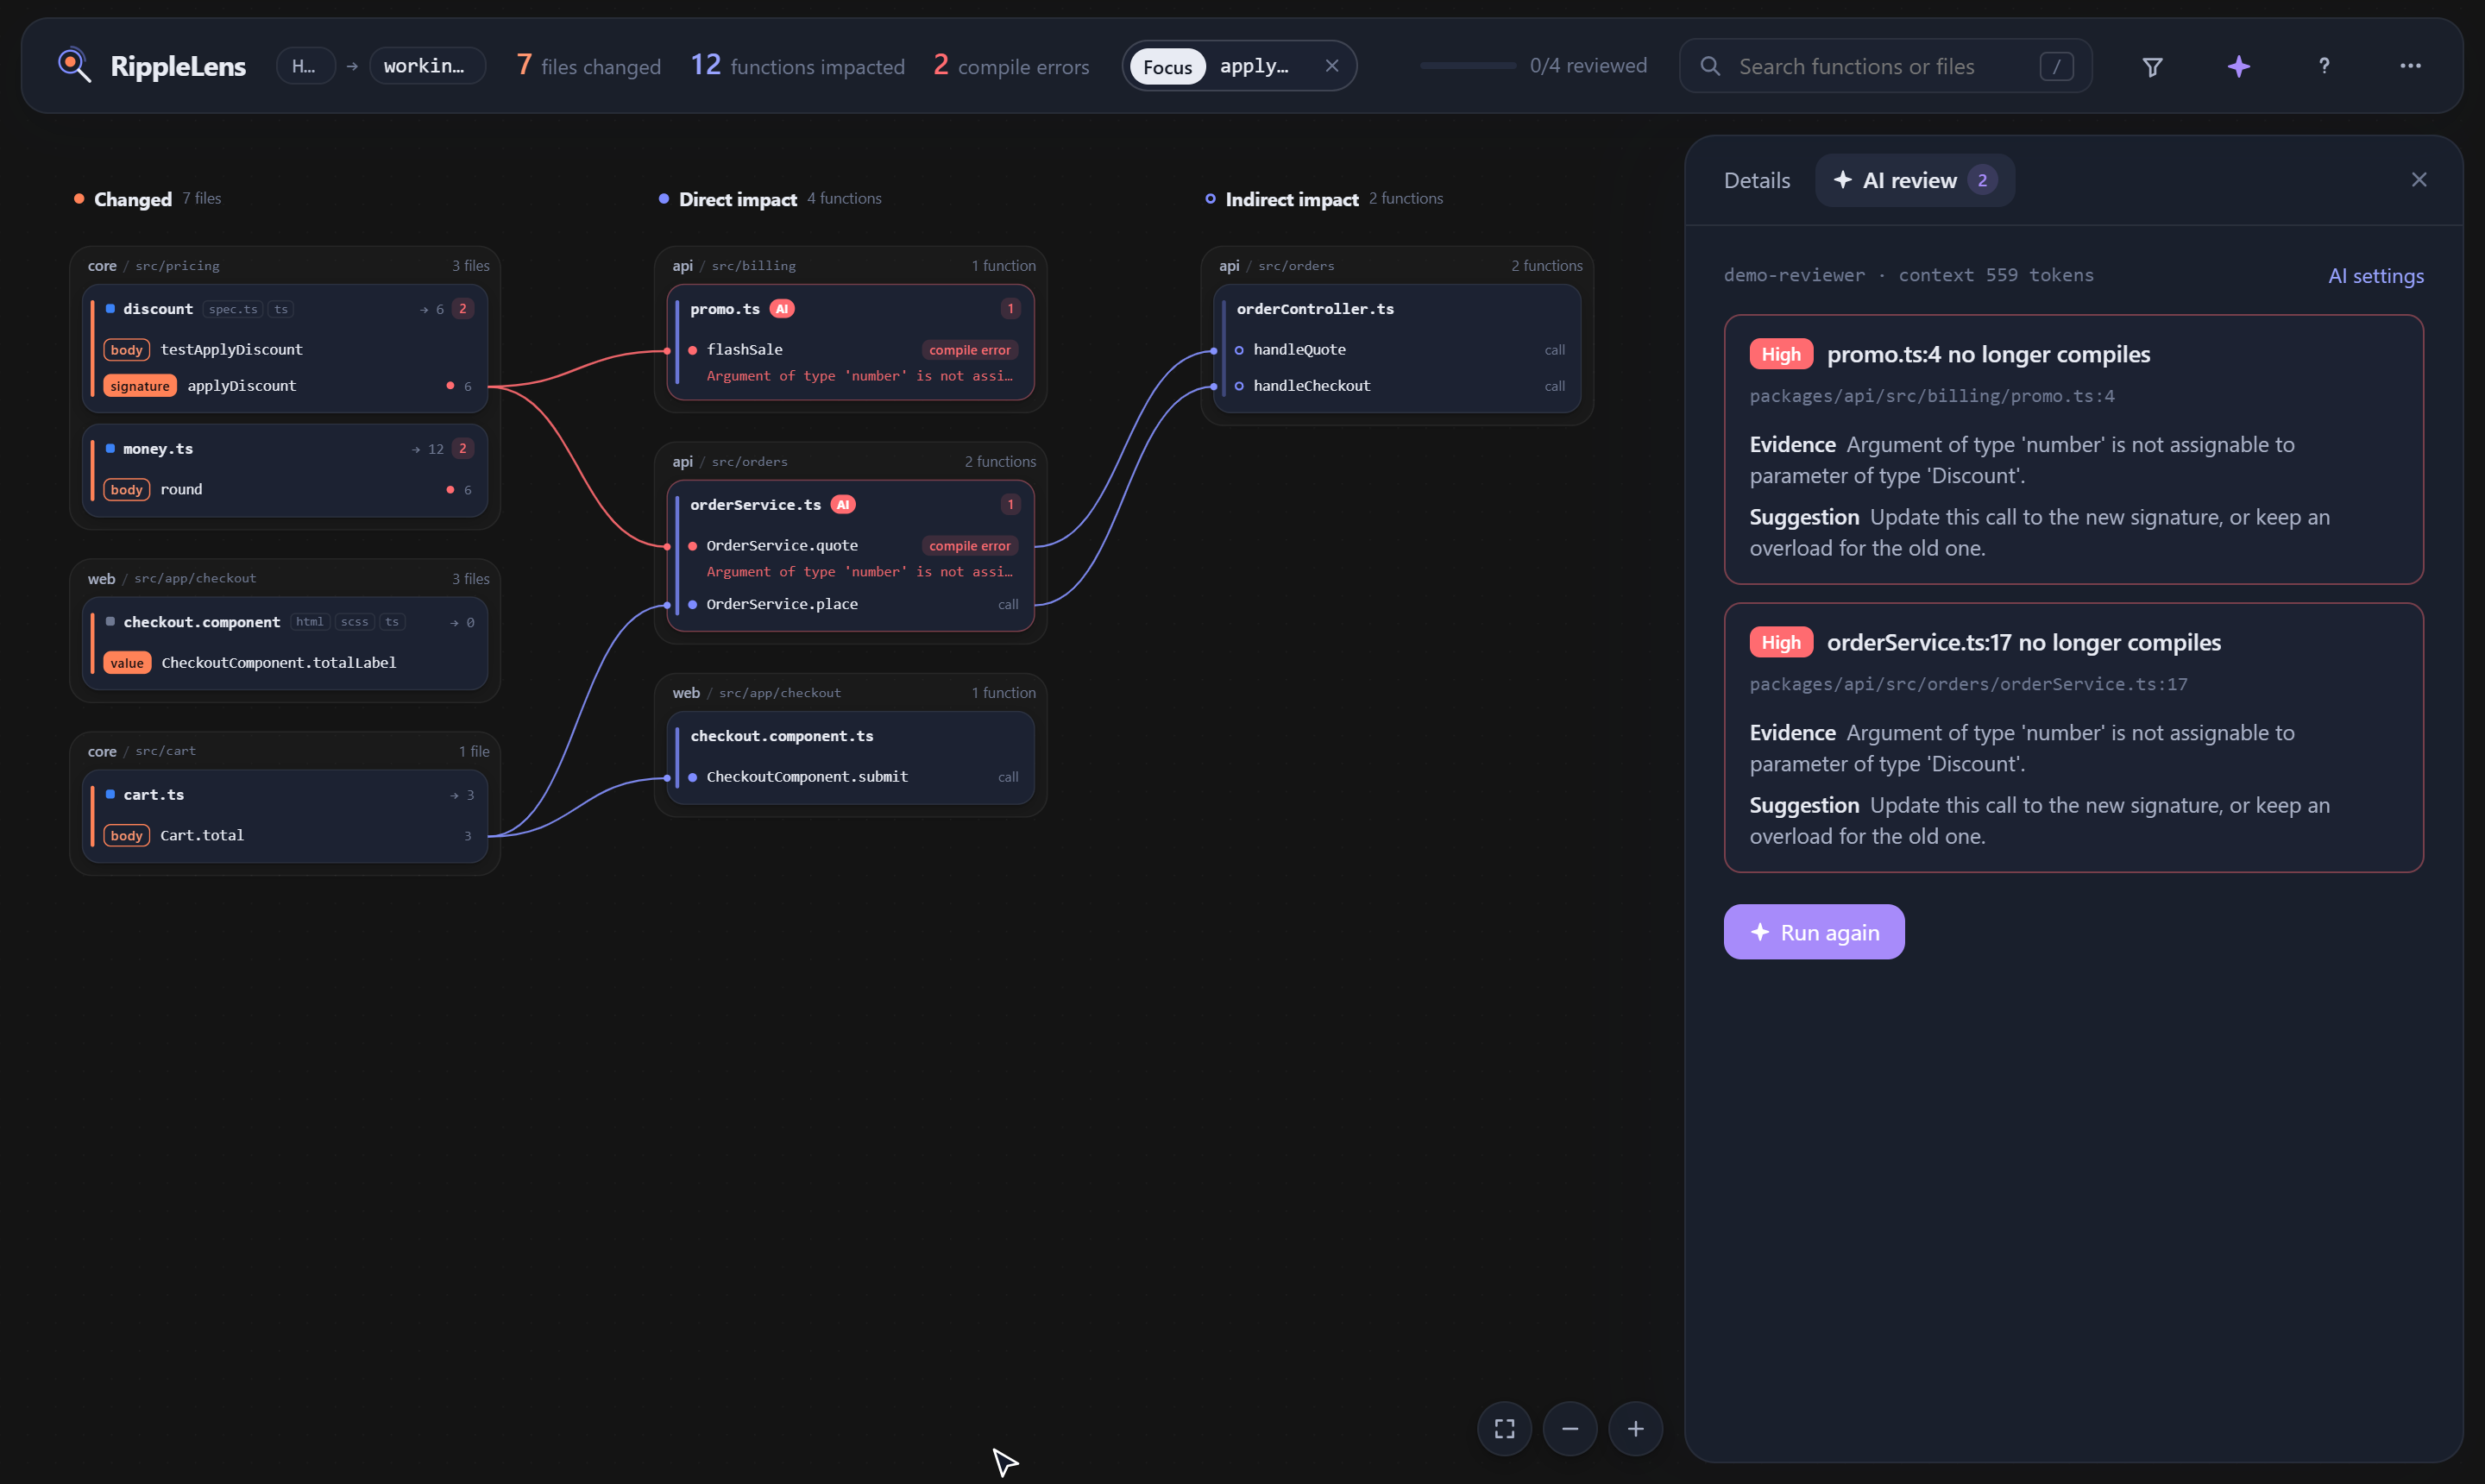 RippleLens H… → workin… 7 files changed 12 functions impacted 2 compile errors Focus apply… × 0/4 reviewed Search functions or files / ? …
Changed 7 files
core / src/pricing 3 files
discount spec.ts ts → 6 2
body testApplyDiscount
signature applyDiscount 6
money.ts → 12 2
body round 6
web / src/app/checkout 3 files
checkout.component html scss ts → 0
value CheckoutComponent.totalLabel
core / src/cart 1 file
cart.ts → 3
body Cart.total 3
Direct impact 4 functions
api / src/billing 1 function
promo.ts AI 1
flashSale compile error
Argument of type 'number' is not assi…
api / src/orders 2 functions
orderService.ts AI 1
OrderService.quote compile error
Argument of type 'number' is not assi…
OrderService.place call
web / src/app/checkout 1 function
checkout.component.ts
CheckoutComponent.submit call
Indirect impact 2 functions
api / src/orders 2 functions
orderController.ts
handleQuote call
handleCheckout call
Details AI review 2 ×
demo-reviewer · context 559 tokens AI settings
High promo.ts:4 no longer compiles
packages/api/src/billing/promo.ts:4
Evidence Argument of type 'number' is not assignable to
parameter of type 'Discount'.
Suggestion Update this call to the new signature, or keep an
overload for the old one.
High orderService.ts:17 no longer compiles
packages/api/src/orders/orderService.ts:17
Evidence Argument of type 'number' is not assignable to
parameter of type 'Discount'.
Suggestion Update this call to the new signature, or keep an
overload for the old one.
Run again